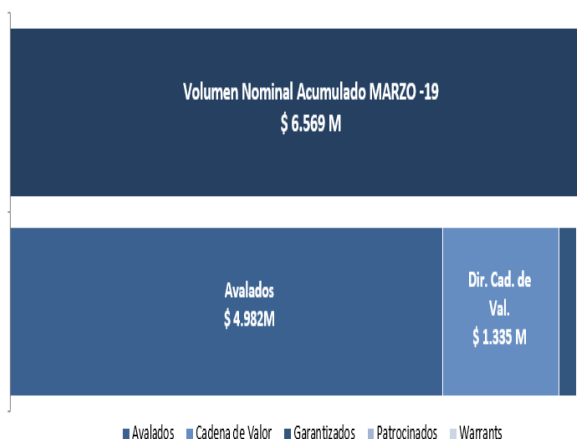 Volumen Nominal Acumulado MARZO -19
$ 6.569 M
Avalados
$ 4.982M
Dir. Cad. de
Val.
$ 1.335 M
Avalados Cadena de Valor Garantizados Patrocinados Warrants